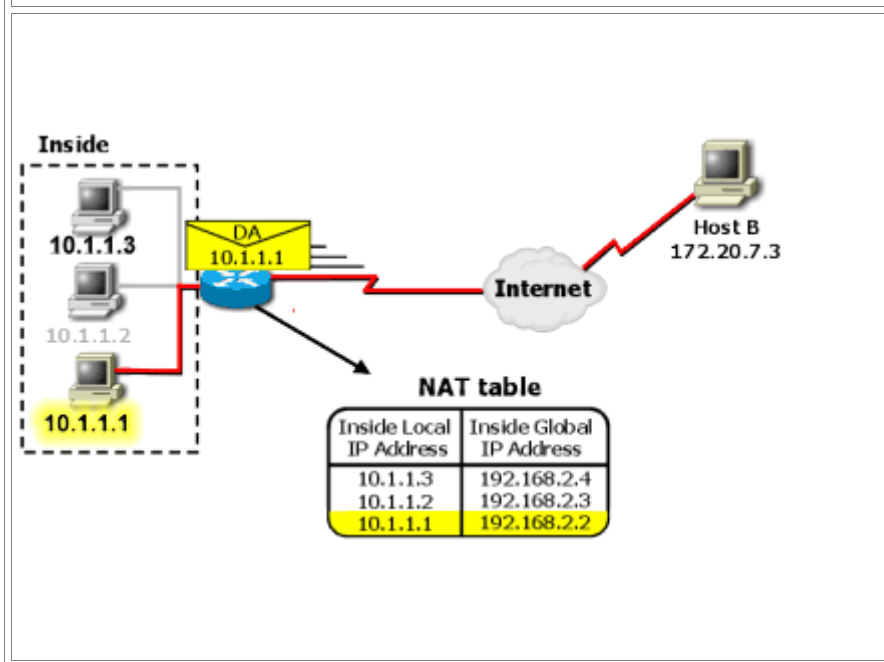 Inside
10.1.1.3
10.1.1.2
10.1.1.1
DA
10.1.1.1
Internet
Host B
172.20.7.3
NAT table
Inside Local IP Address
Inside Global IP Address
10.1.1.3 192.168.2.4
10.1.1.2 192.168.2.3
10.1.1.1 192.168.2.2